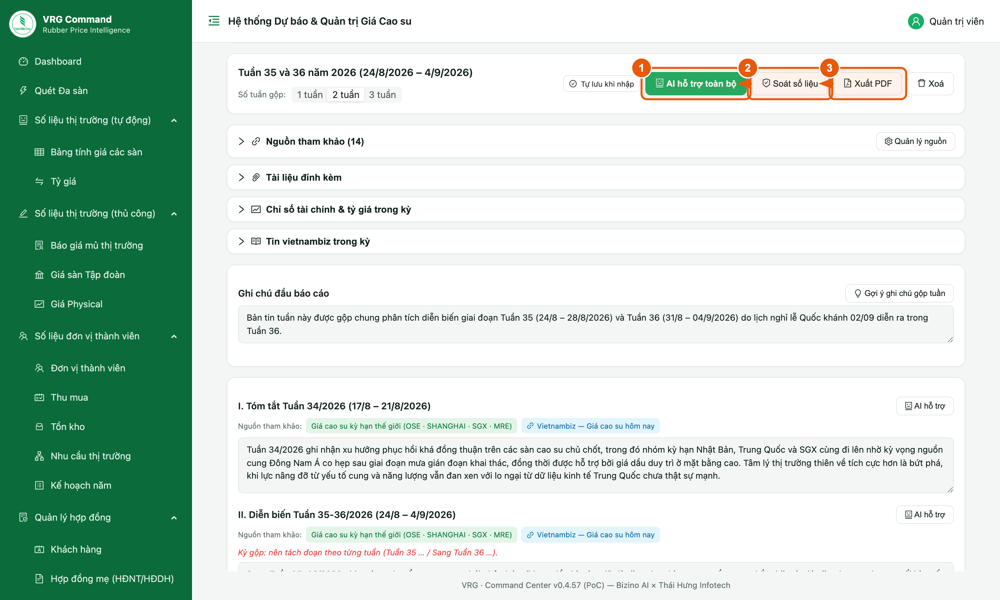 VRG Command
Rubber Price Intelligence
Dashboard
Quét Đa sàn
Số liệu thị trường (tự động)
Bảng tính giá các sàn
Tỷ giá
Số liệu thị trường (thủ công)
Báo giá mủ thị trường
Giá sàn Tập đoàn
Giá Physical
Số liệu đơn vị thành viên
Đơn vị thành viên
Thu mua
Tồn kho
Nhu cầu thị trường
Kế hoạch năm
Quản lý hợp đồng
Khách hàng
Hợp đồng mẹ (HĐNT/HĐDH)
Hệ thống Dự báo & Quản trị Giá Cao su
Quản trị viên
Tuần 35 và 36 năm 2026 (24/8/2026 – 4/9/2026)
Số tuần gộp: 1 tuần 2 tuần 3 tuần
Tự lưu khi nhập
1
AI hỗ trợ toàn bộ
2
Soát số liệu
3
Xuất PDF
Xoá
Nguồn tham khảo (14)
Quản lý nguồn
Tài liệu đính kèm
Chỉ số tài chính & tỷ giá trong kỳ
Tin vietnambiz trong kỳ
Ghi chú đầu báo cáo
Gợi ý ghi chú gộp tuần
Bản tin tuần này được gộp chung phân tích diễn biến giai đoạn Tuần 35 (24/8 – 28/8/2026) và Tuần 36 (31/8 – 04/9/2026) do lịch nghỉ lễ Quốc khánh 02/09 diễn ra trong
Tuần 36.
I. Tóm tắt Tuần 34/2026 (17/8 – 21/8/2026)
AI hỗ trợ
Nguồn tham khảo: Giá cao su kỳ hạn thế giới (OSE · SHANGHAI · SGX · MRE) Vietnambiz — Giá cao su hôm nay
Tuần 34/2026 ghi nhận xu hướng phục hồi khá đồng thuận trên các sàn cao su chủ chốt, trong đó nhóm kỳ hạn Nhật Bản, Trung Quốc và SGX cùng đi lên nhờ kỳ vọng nguồn
cung Đông Nam Á co hẹp sau giai đoạn mưa gián đoạn khai thác, đồng thời được hỗ trợ bởi giá dầu duy trì ở mặt bằng cao. Tâm lý thị trường thiên về tích cực hơn là bứt phá,
khi lực nâng đỡ từ yếu tố cung và năng lượng vẫn đan xen với lo ngại từ dữ liệu kinh tế Trung Quốc chưa thật sự mạnh.
II. Diễn biến Tuần 35-36/2026 (24/8 – 4/9/2026)
AI hỗ trợ
Nguồn tham khảo: Giá cao su kỳ hạn thế giới (OSE · SHANGHAI · SGX · MRE) Vietnambiz — Giá cao su hôm nay
Kỳ gộp: nên tách đoạn theo từng tuần (Tuần 35 ... / Sang Tuần 36 ...).
VRG · Command Center v0.4.57 (PoC) — Bizino AI × Thái Hưng Infotech